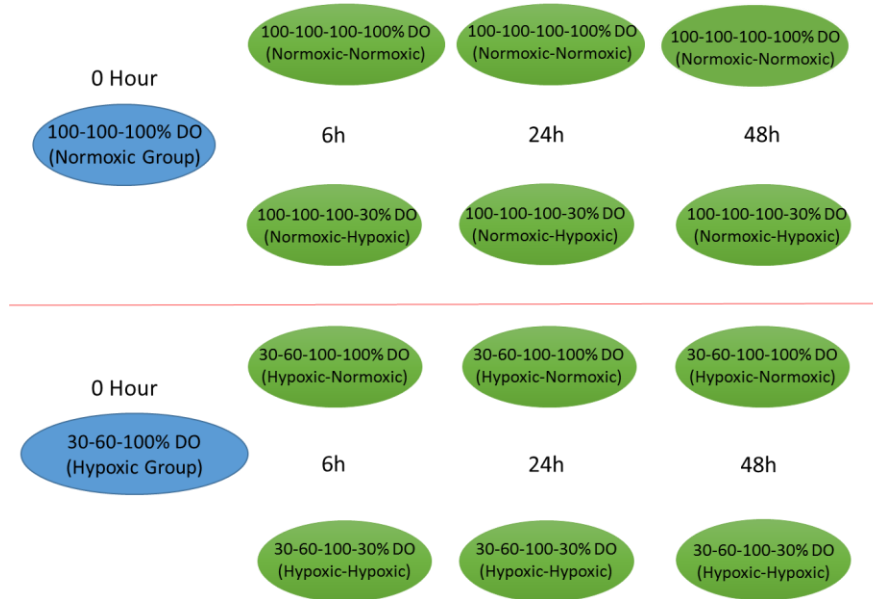 100-100-100-100% DO
(Normoxic-Normoxic)
100-100-100-100% DO
(Normoxic-Normoxic)
100-100-100-100% DO
(Normoxic-Normoxic)
0 Hour
100-100-100% DO
(Normoxic Group)
6h
24h
48h
100-100-100-30% DO
(Normoxic-Hypoxic)
100-100-100-30% DO
(Normoxic-Hypoxic)
100-100-100-30% DO
(Normoxic-Hypoxic)
30-60-100-100% DO
(Hypoxic-Normoxic)
30-60-100-100% DO
(Hypoxic-Normoxic)
30-60-100-100% DO
(Hypoxic-Normoxic)
0 Hour
30-60-100% DO
(Hypoxic Group)
6h
24h
48h
30-60-100-30% DO
(Hypoxic-Hypoxic)
30-60-100-30% DO
(Hypoxic-Hypoxic)
30-60-100-30% DO
(Hypoxic-Hypoxic)